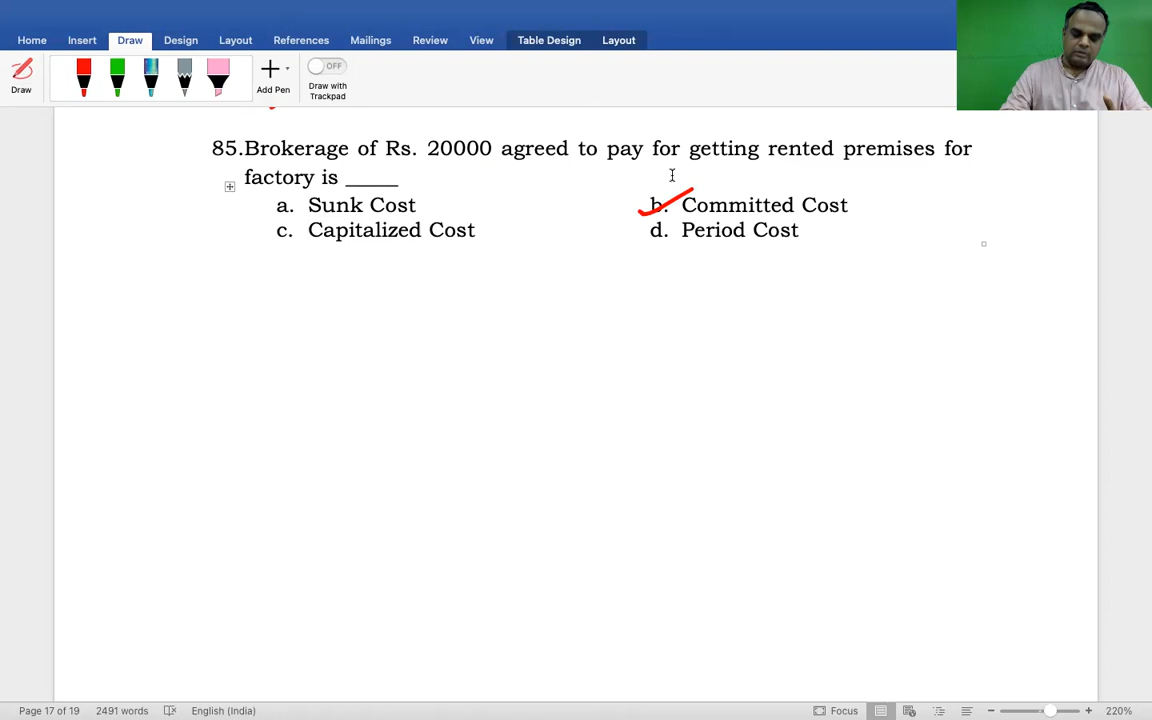 Home Insert Draw Design Layout References Mailings Review View Table Design Layout
OFF
Draw Add Pen Draw with
Trackpad
85.Brokerage of Rs. 20000 agreed to pay for getting rented premises for
factory is _____
a. Sunk Cost b. Committed Cost
c. Capitalized Cost d. Period Cost
Page 17 of 19 2491 words English (India) Focus 220%